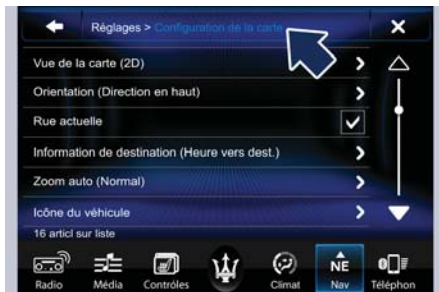 Réglages > Configuration de la carte
Vue de la carte (2D)
Orientation (Direction en haut)
Rue actuelle
Information de destination (Heure vers dest.)
Zoom auto (Normal)
Icône du véhicule
16 articl sur liste
NE
Radio Média Contróles Climat Nav Téléphon